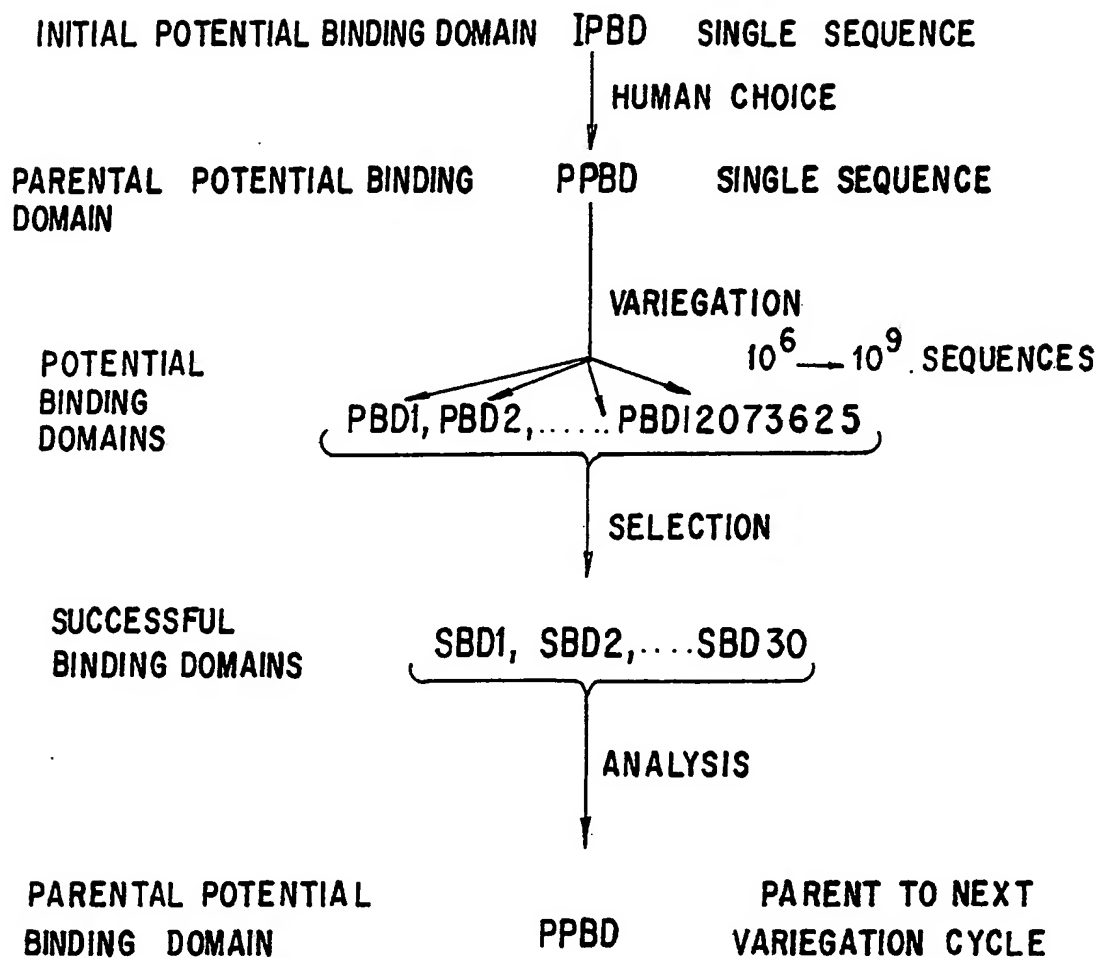 INITIAL POTENTIAL BINDING DOMAIN IPBD SINGLE SEQUENCE
HUMAN CHOICE
PARENTAL POTENTIAL BINDING PPBD SINGLE SEQUENCE
DOMAIN
VARIEGATION
POTENTIAL 10^6 → 10^9 SEQUENCES
BINDING
DOMAINS PBD1, PBD2,...... PBD12073625
SELECTION
SUCCESSFUL
BINDING DOMAINS SBD1, SBD2,....SBD30
ANALYSIS
PARENTAL POTENTIAL PARENT TO NEXT
BINDING DOMAIN PPBD VARIEGATION CYCLE